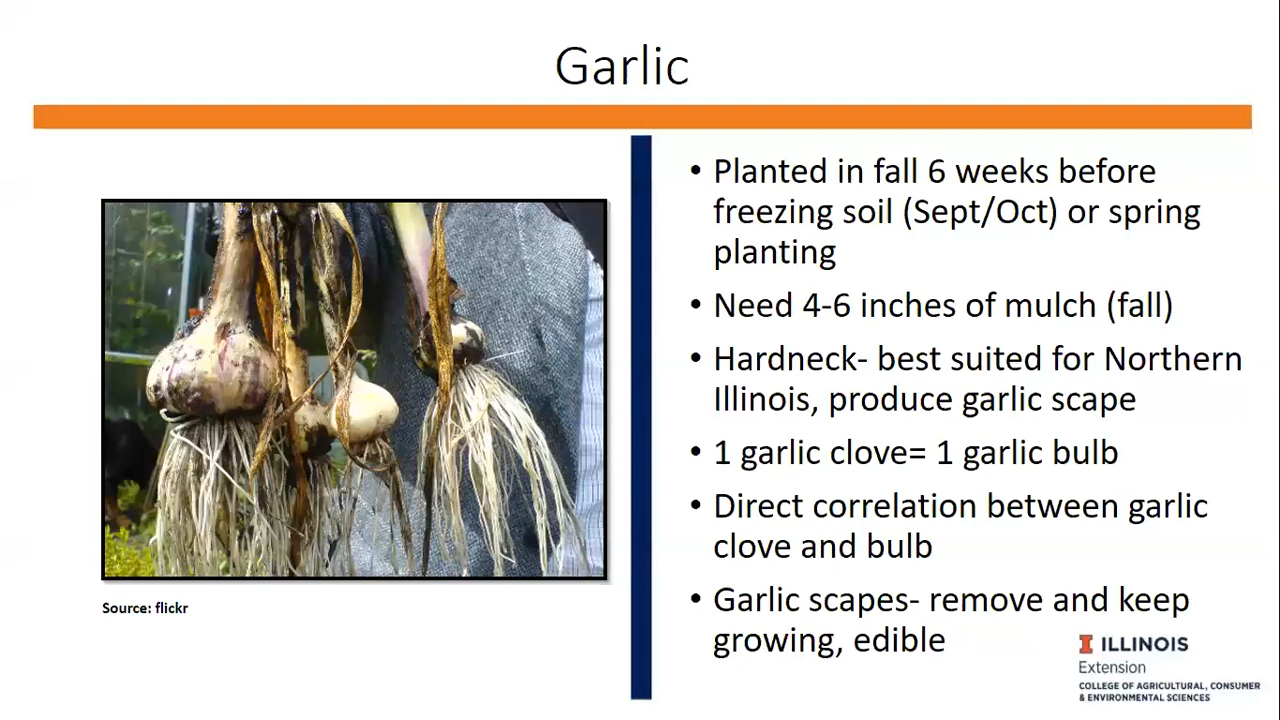 Garlic
• Planted in fall 6 weeks before
freezing soil (Sept/Oct) or spring
planting
• Need 4-6 inches of mulch (fall)
• Hardneck- best suited for Northern
Illinois, produce garlic scape
• 1 garlic clove= 1 garlic bulb
• Direct correlation between garlic
clove and bulb
• Garlic scapes- remove and keep
growing, edible
Source: flickr
I ILLINOIS
Extension
COLLEGE OF AGRICULTURAL, CONSUMER
& ENVIRONMENTAL SCIENCES